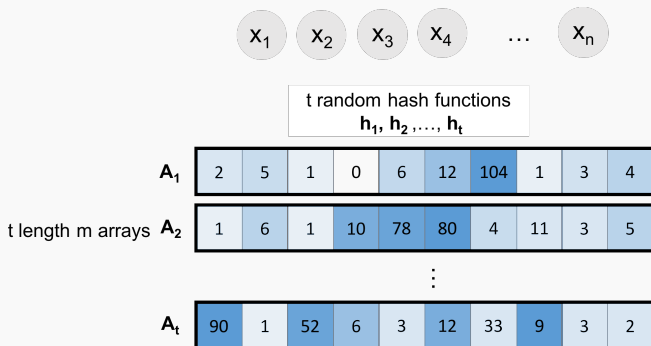 x1 x2 x3 x4 … xn
t random hash functions
h1, h2 ,…, ht
A1 2 5 1 0 6 12 104 1 3 4
t length m arrays A2 1 6 1 10 78 80 4 11 3 5
⋮
At 90 1 52 6 3 12 33 9 3 2